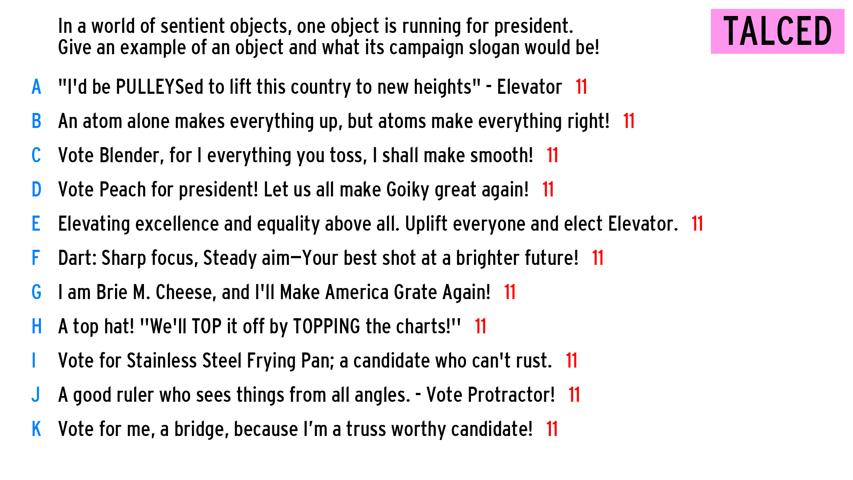 In a world of sentient objects, one object is running for president.
Give an example of an object and what its campaign slogan would be!
TALCED
A "I'd be PULLEYSed to lift this country to new heights" - Elevator 11
B An atom alone makes everything up, but atoms make everything right! 11
C Vote Blender, for I everything you toss, I shall make smooth! 11
D Vote Peach for president! Let us all make Goiky great again! 11
E Elevating excellence and equality above all. Uplift everyone and elect Elevator. 11
F Dart: Sharp focus, Steady aim—Your best shot at a brighter future! 11
G I am Brie M. Cheese, and I'll Make America Grate Again! 11
H A top hat! ''We'll TOP it off by TOPPING the charts!'' 11
I Vote for Stainless Steel Frying Pan; a candidate who can't rust. 11
J A good ruler who sees things from all angles. - Vote Protractor! 11
K Vote for me, a bridge, because I’m a truss worthy candidate! 11